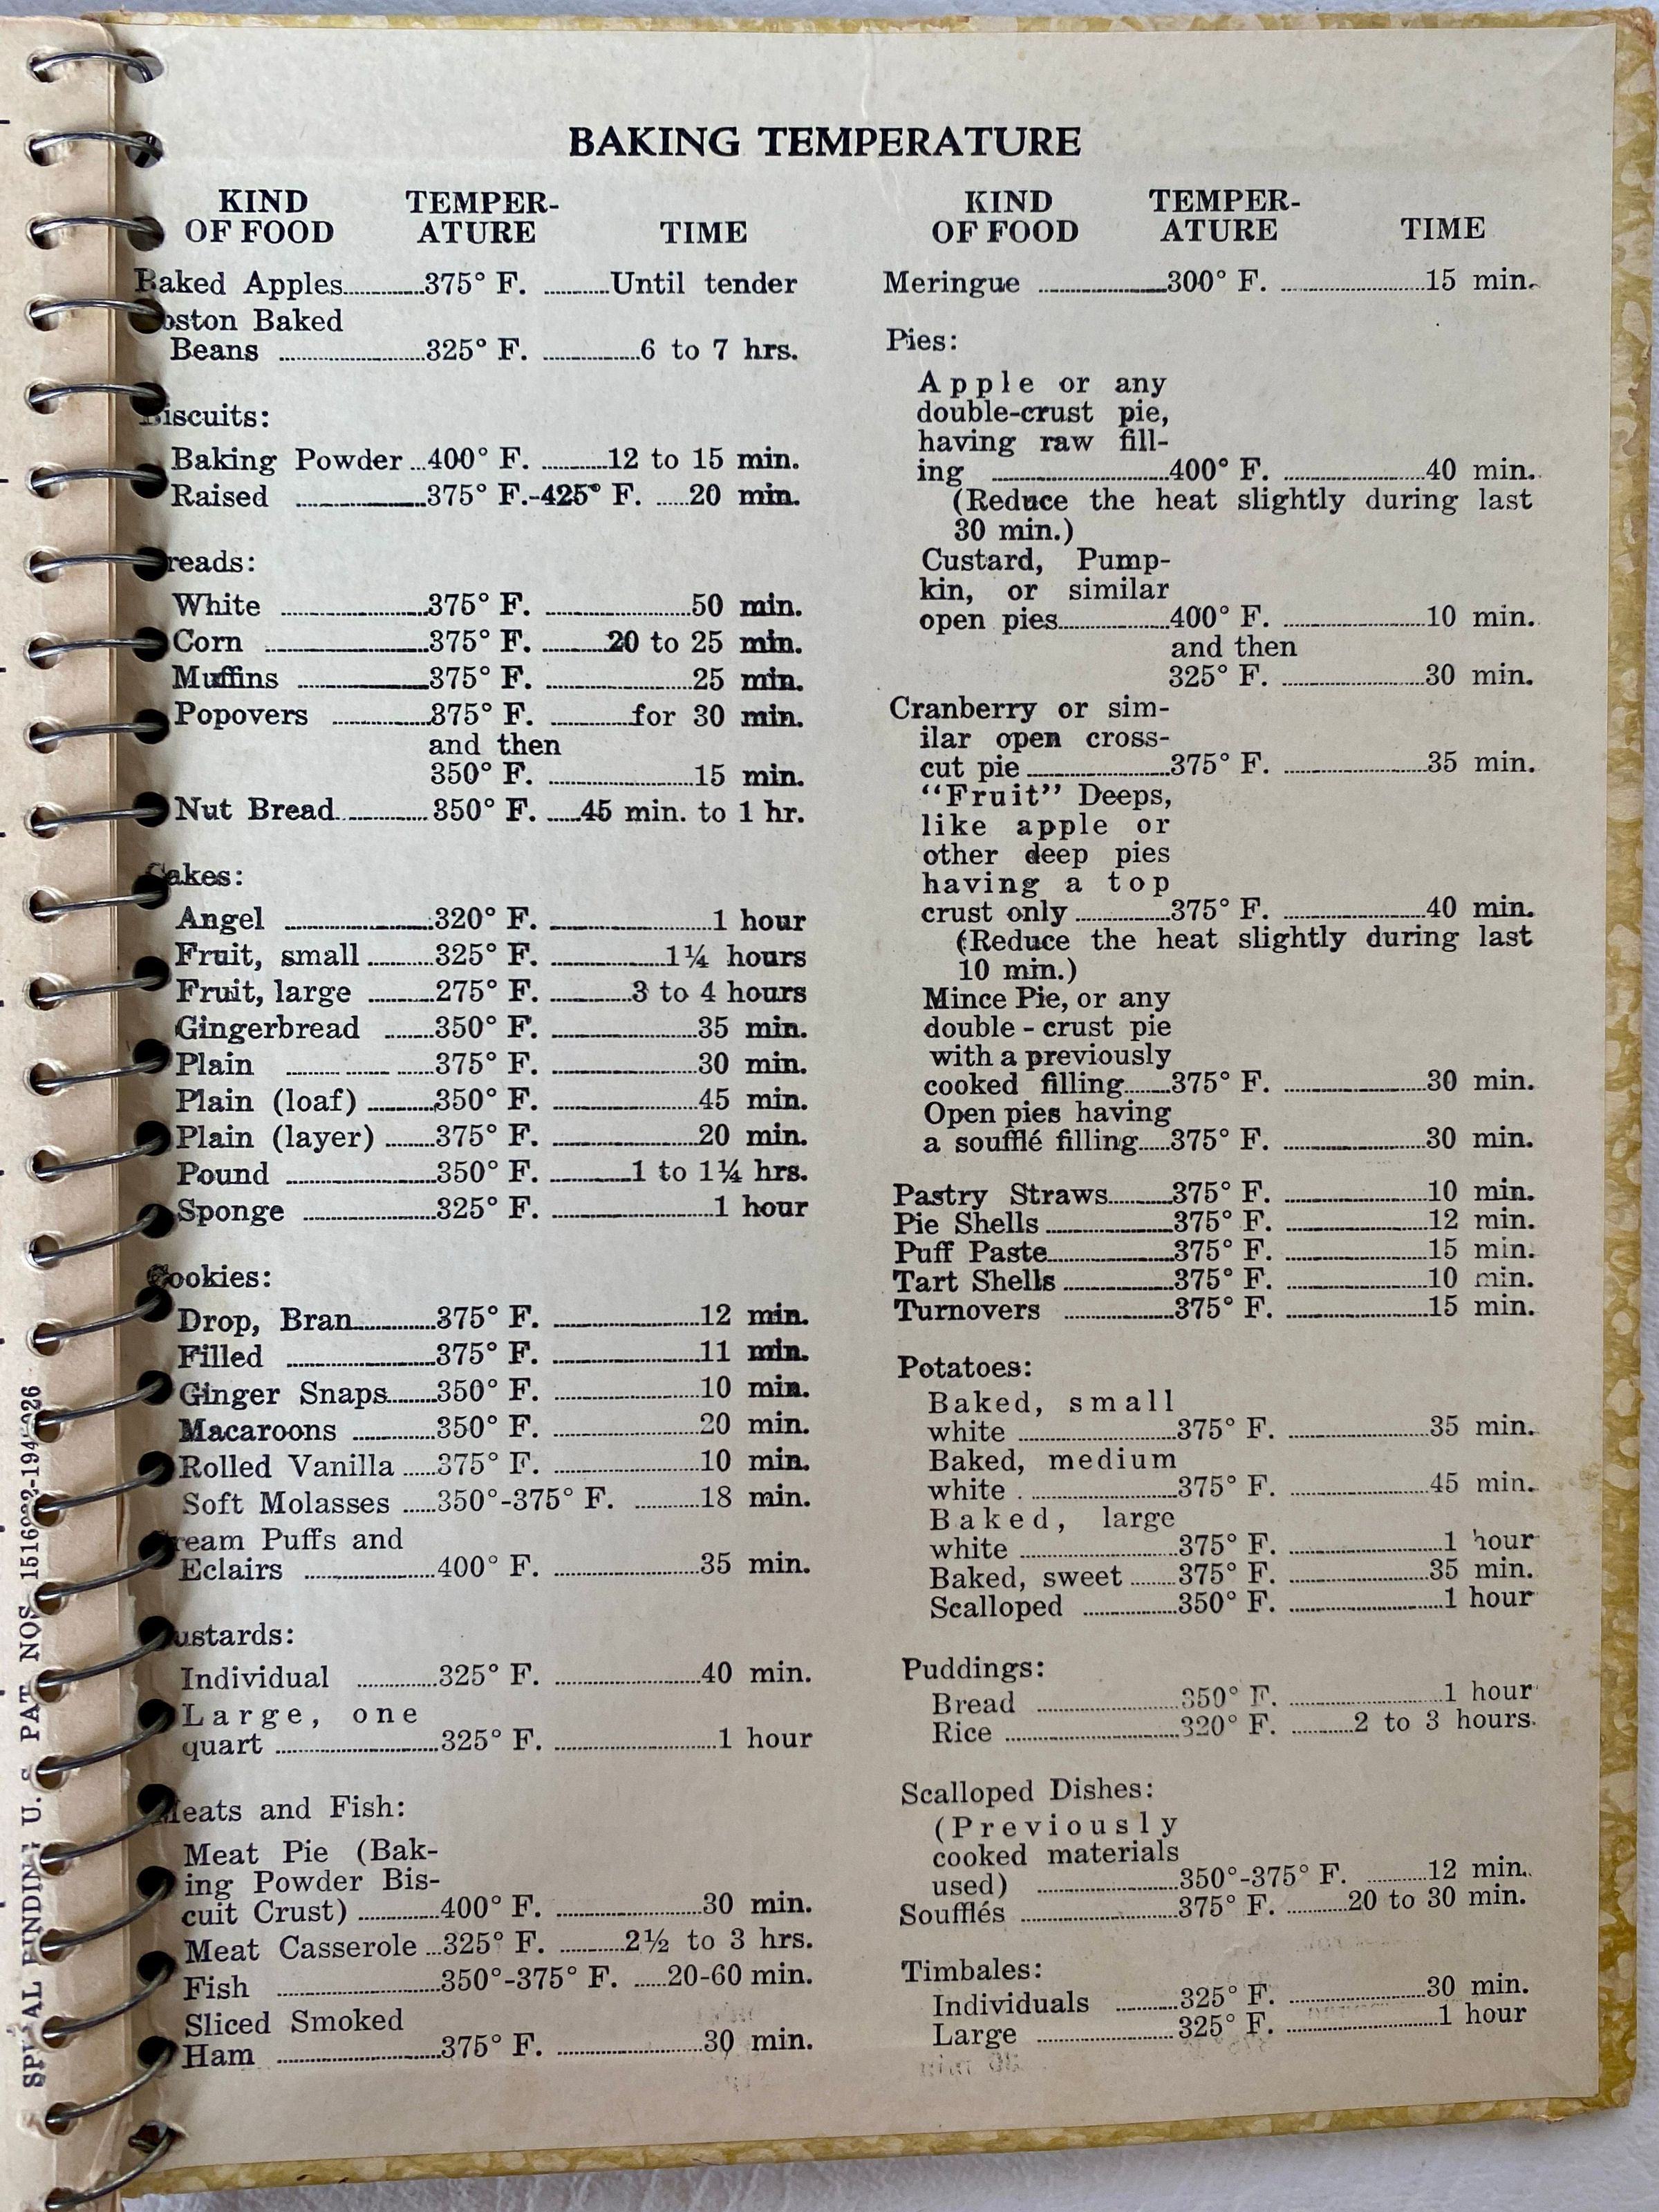 BAKING TEMPERATURE
KIND OF FOOD TEMPER-ATURE TIME
Baked Apples 375° F. Until tender
Boston Baked
Beans 325° F. 6 to 7 hrs.
Biscuits:
Baking Powder 400° F. 12 to 15 min.
Raised 375° F.-425° F. 20 min.
Breads:
White 375° F. 50 min.
Corn 375° F. 20 to 25 min.
Muffins 375° F. 25 min.
Popovers 375° F. for 30 min.
and then
350° F. 15 min.
Nut Bread 350° F. 45 min. to 1 hr.
Cakes:
Angel 320° F. 1 hour
Fruit, small 325° F. 1¼ hours
Fruit, large 275° F. 3 to 4 hours
Gingerbread 350° F. 35 min.
Plain 375° F. 30 min.
Plain (loaf) 350° F. 45 min.
Plain (layer) 375° F. 20 min.
Pound 350° F. 1 to 1¼ hrs.
Sponge 325° F. 1 hour
Cookies:
Drop, Bran 375° F. 12 min.
Filled 375° F. 11 min.
Ginger Snaps 350° F. 10 min.
Macaroons 350° F. 20 min.
Rolled Vanilla 375° F. 10 min.
Soft Molasses 350°-375° F. 18 min.
Cream Puffs and
Eclairs 400° F. 35 min.
Custards:
Individual 325° F. 40 min.
Large, one
quart 325° F. 1 hour
Meats and Fish:
Meat Pie (Bak-
ing Powder Bis-
cuit Crust) 400° F. 30 min.
Meat Casserole 325° F. 2½ to 3 hrs.
Fish 350°-375° F. 20-60 min.
Sliced Smoked
Ham 375° F. 30 min.
KIND OF FOOD TEMPER-ATURE TIME
Meringue 300° F. 15 min.
Pies:
Apple or any
double-crust pie,
having raw fill-
ing 400° F. 40 min.
(Reduce the heat slightly during last
30 min.)
Custard, Pump-
kin, or similar
open pies 400° F. 10 min.
and then
325° F. 30 min.
Cranberry or sim-
ilar open cross-
cut pie 375° F. 35 min.
"Fruit" Deeps,
like apple or
other deep pies
having a top
crust only 375° F. 40 min.
(Reduce the heat slightly during last
10 min.)
Mince Pie, or any
double-crust pie
with a previously
cooked filling 375° F. 30 min.
Open pies having
a soufflé filling 375° F. 30 min.
Pastry Straws 375° F. 10 min.
Pie Shells 375° F. 12 min.
Puff Paste 375° F. 15 min.
Tart Shells 375° F. 10 min.
Turnovers 375° F. 15 min.
Potatoes:
Baked, small
white 375° F. 35 min.
Baked, medium
white 375° F. 45 min.
Baked, large
white 375° F. 1 hour
Baked, sweet 375° F. 35 min.
Scalloped 350° F. 1 hour
Puddings:
Bread 350° F. 1 hour
Rice 320° F. 2 to 3 hours.
Scalloped Dishes:
(Previously
cooked materials
used) 350°-375° F. 12 min.
Soufflés 375° F. 20 to 30 min.
Timbales:
Individuals 325° F. 30 min.
Large 325° F. 1 hour
U. S. PAT. NOS.